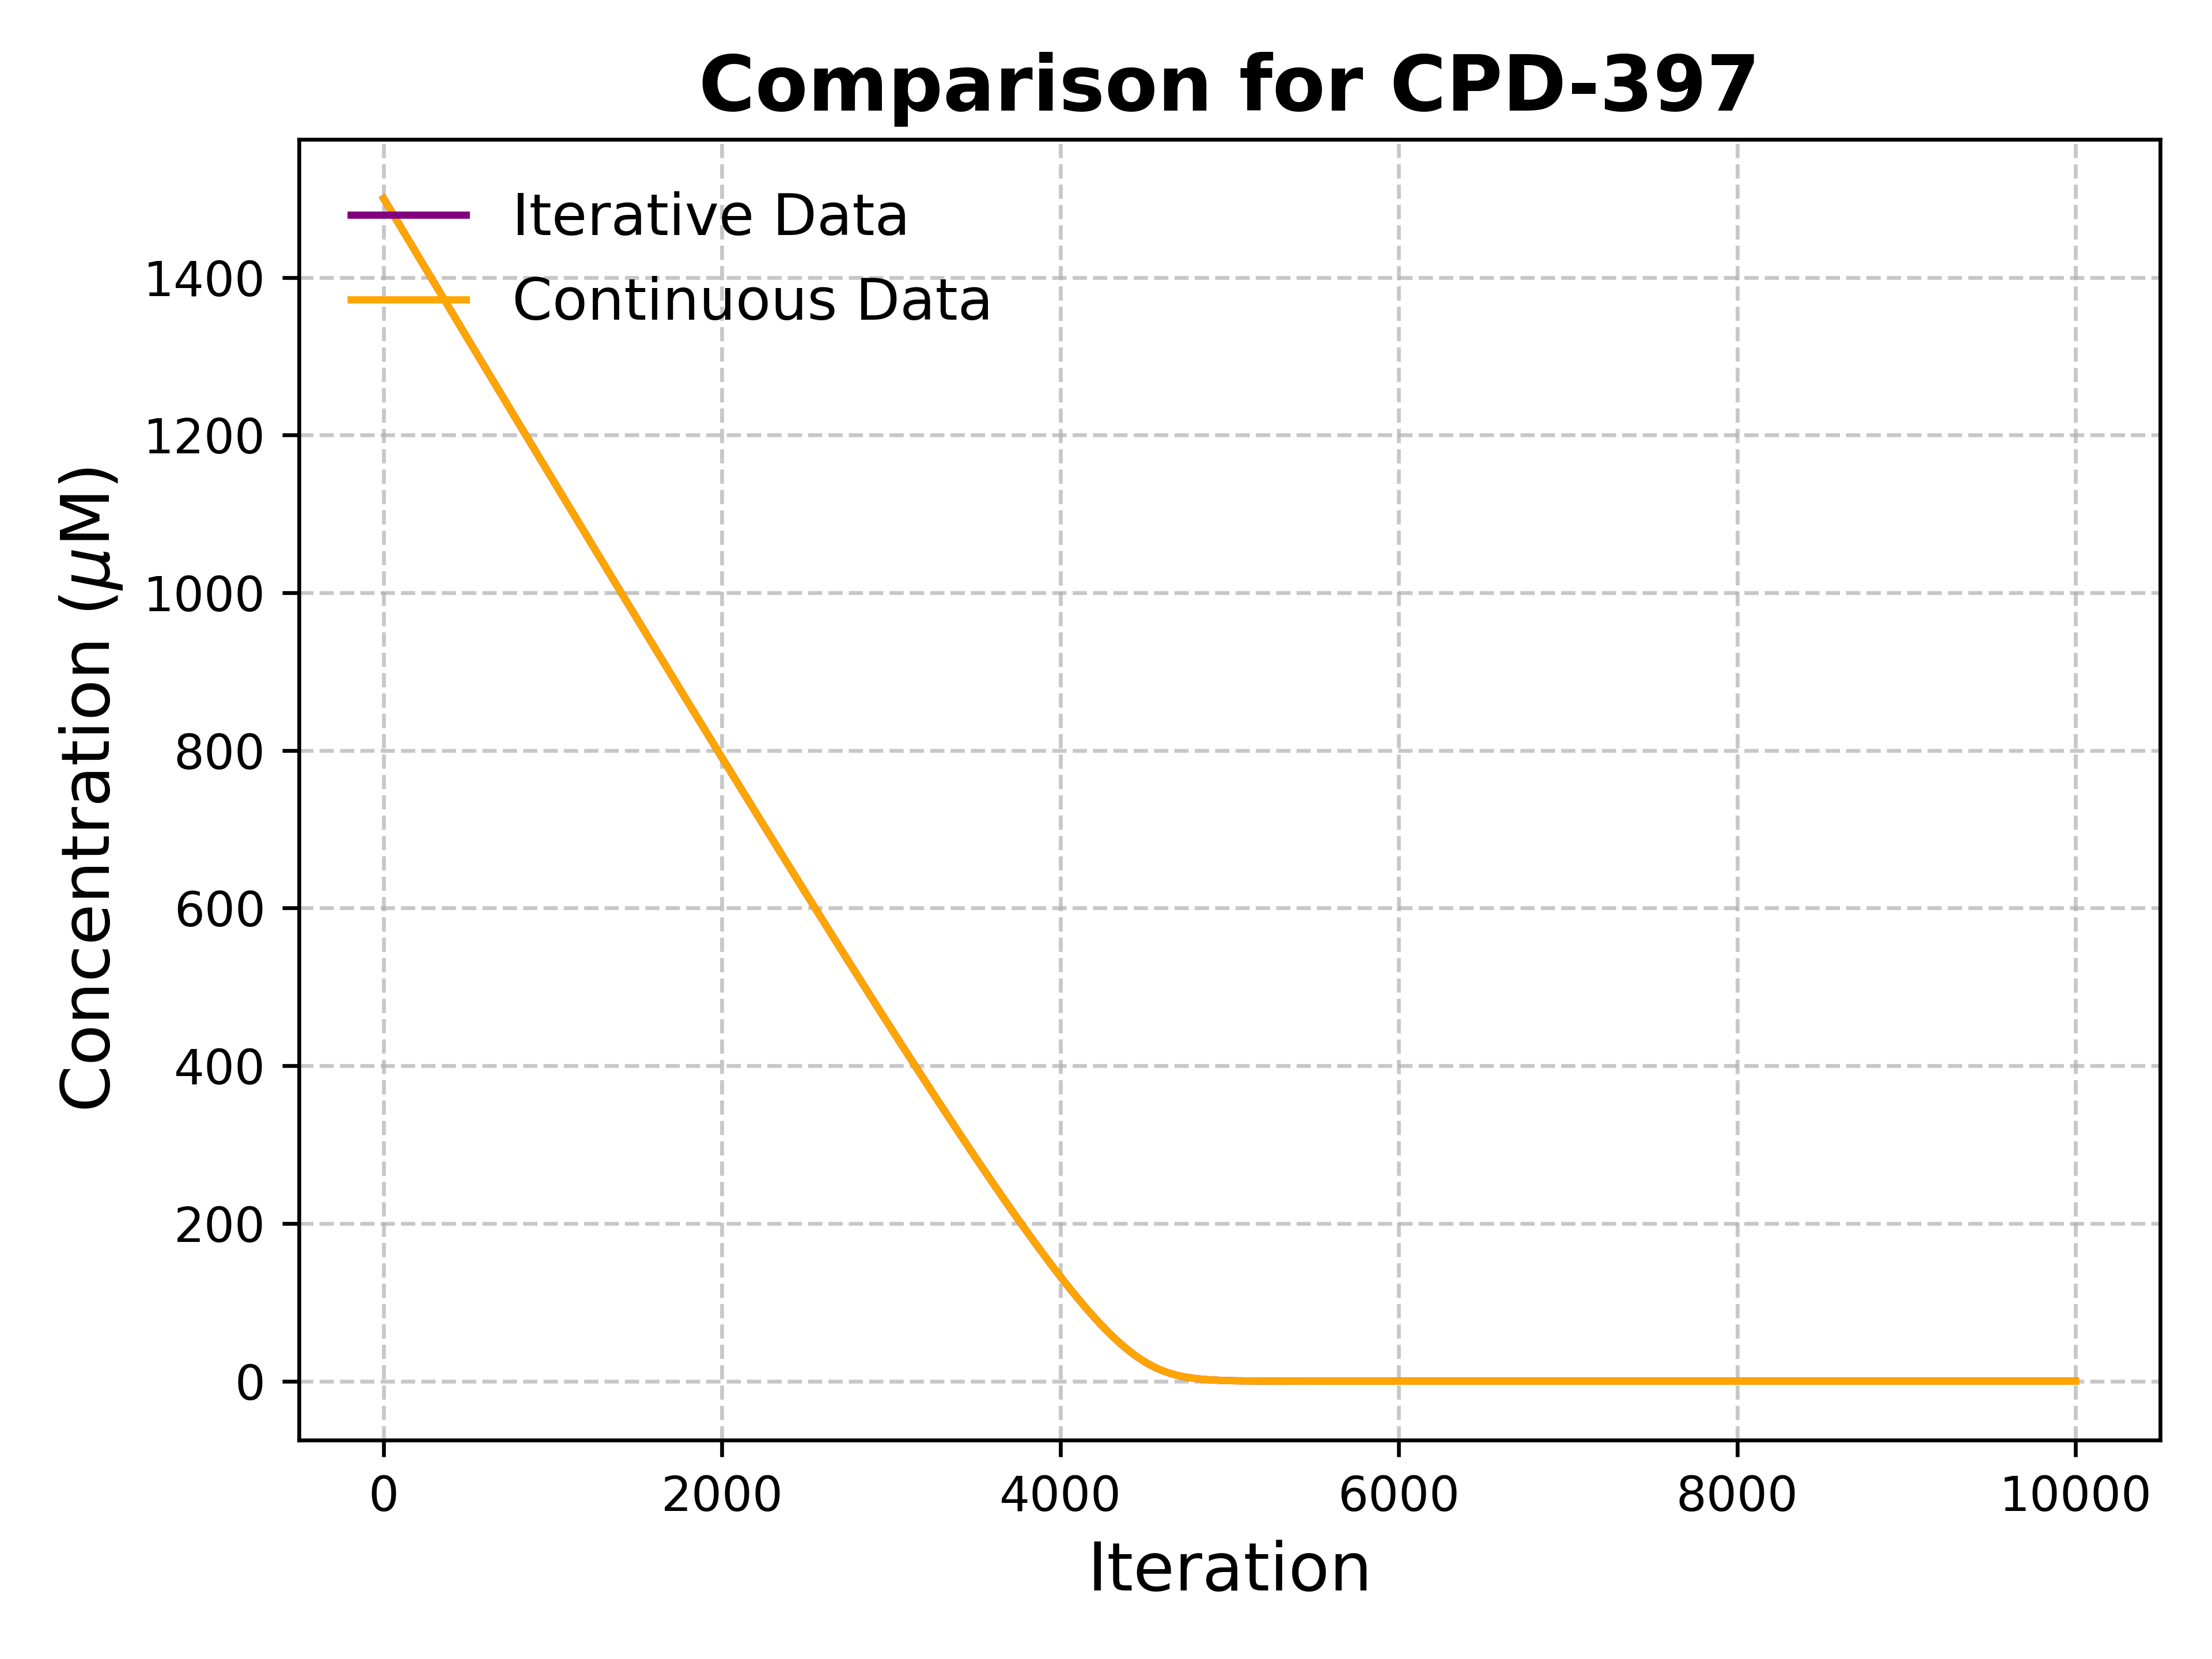 Comparison for CPD-397
Iterative Data
Continuous Data
Concentration (μM)
1400
1200
1000
800
600
400
200
0
0 2000 4000 6000 8000 10000
Iteration